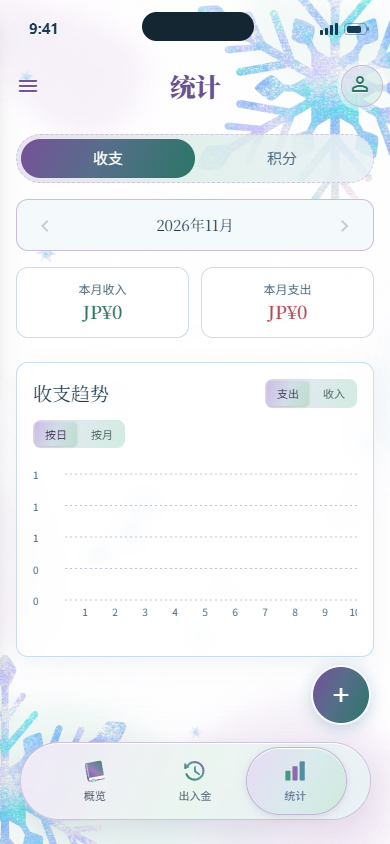 9:41
统计
收支
积分
2026年11月
本月收入
JP¥0
本月支出
JP¥0
收支趋势
支出
收入
按日
按月
1
1
1
0
0
1 2 3 4 5 6 7 8 9 10
+
概览
出入金
统计